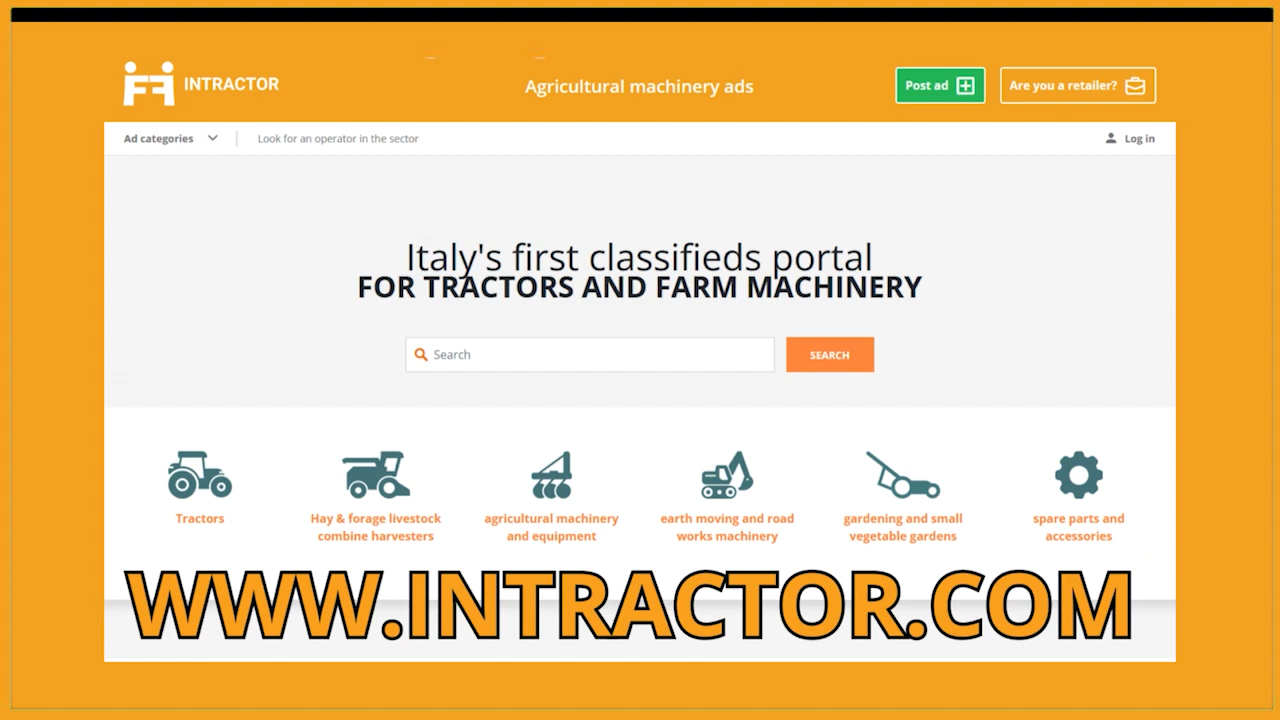 INTRACTOR
Agricultural machinery ads
Post ad
Are you a retailer?
Ad categories
Look for an operator in the sector
Log in
Italy's first classifieds portal
FOR TRACTORS AND FARM MACHINERY
Search
SEARCH
Tractors
Hay & forage livestock
combine harvesters
agricultural machinery
and equipment
earth moving and road
works machinery
gardening and small
vegetable gardens
spare parts and
accessories
WWW.INTRACTOR.COM